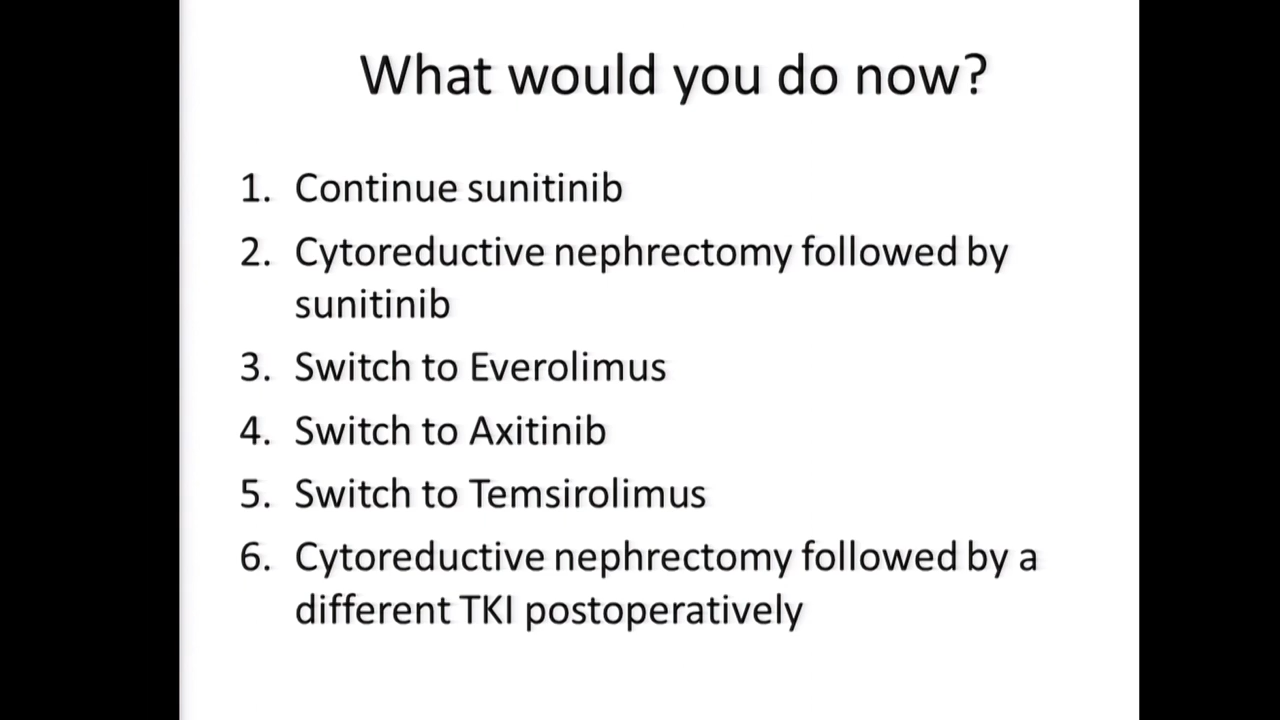 What would you do now?
1. Continue sunitinib
2. Cytoreductive nephrectomy followed by
sunitinib
3. Switch to Everolimus
4. Switch to Axitinib
5. Switch to Temsirolimus
6. Cytoreductive nephrectomy followed by a
different TKI postoperatively